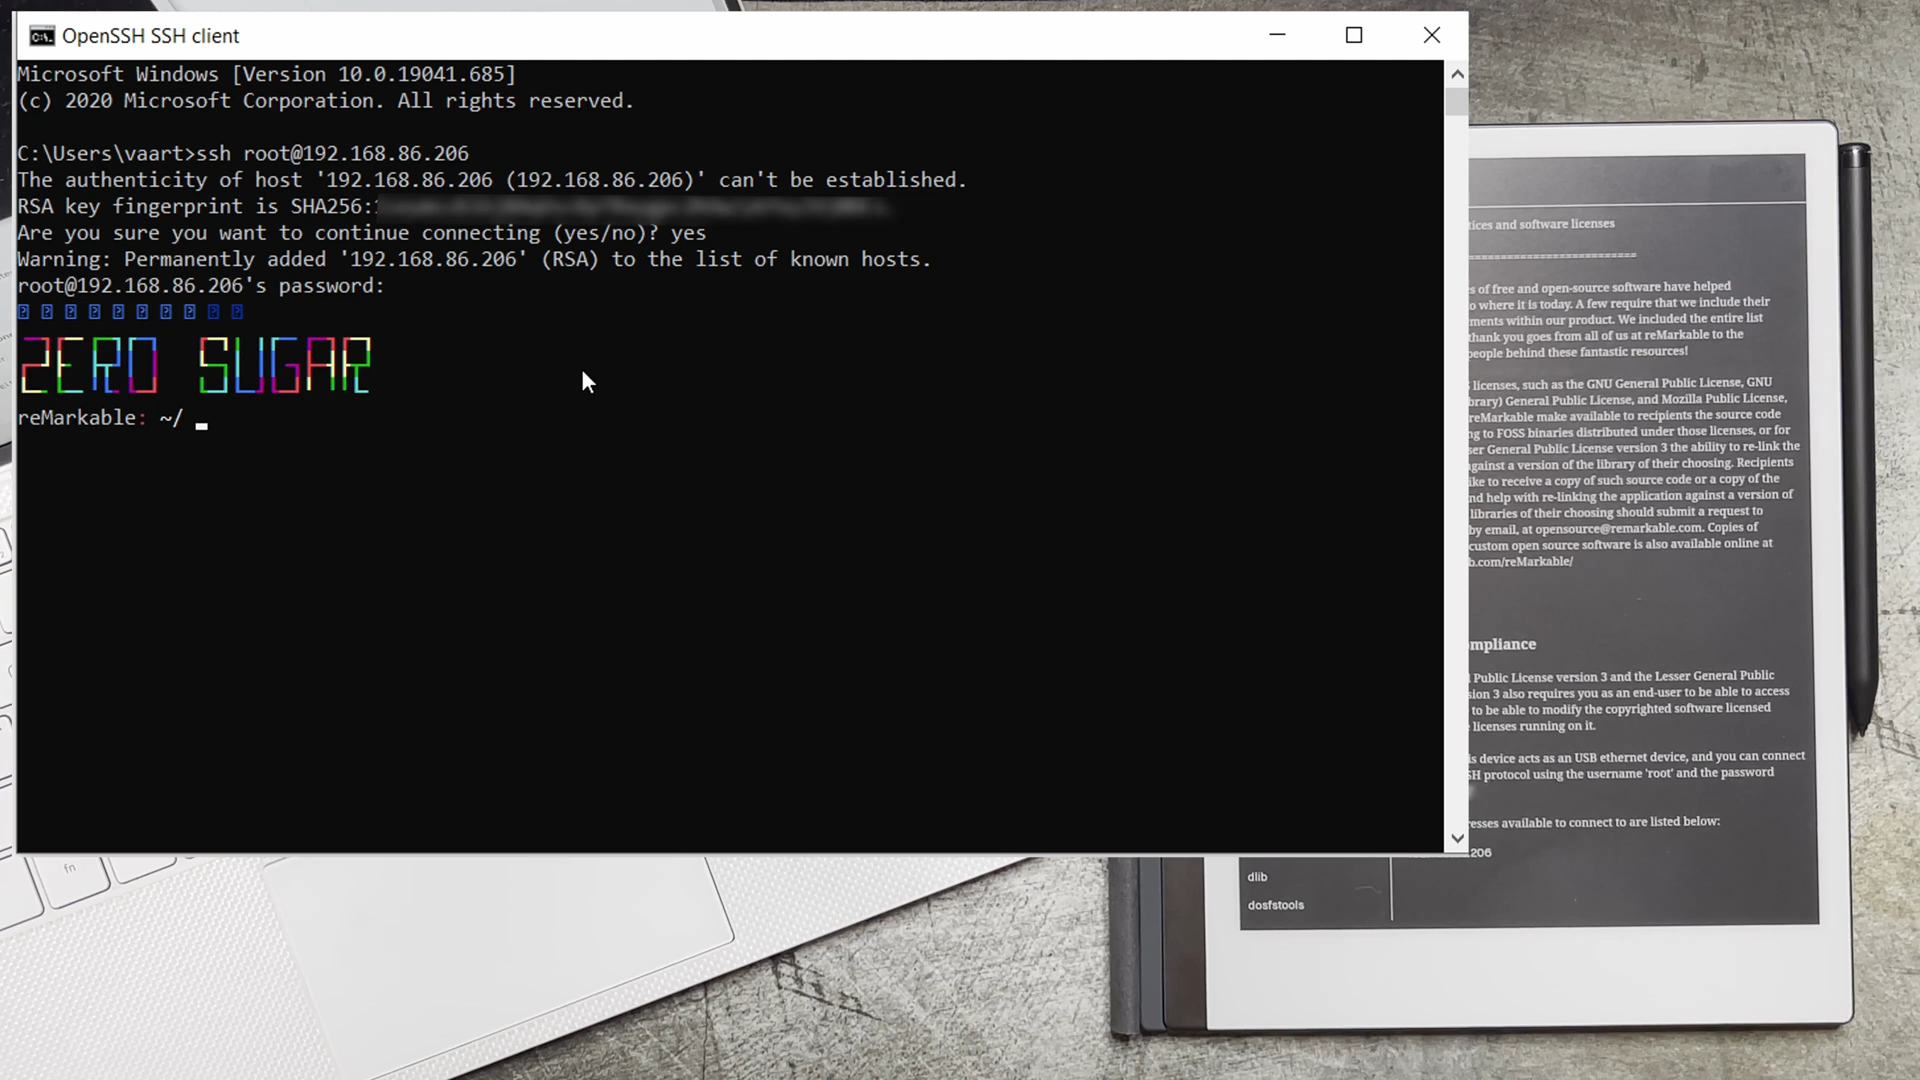 OpenSSH SSH client
Microsoft Windows [Version 10.0.19041.685]
(c) 2020 Microsoft Corporation. All rights reserved.
C:\Users\vaart>ssh root@192.168.86.206
The authenticity of host '192.168.86.206 (192.168.86.206)' can't be established.
RSA key fingerprint is SHA256:
Are you sure you want to continue connecting (yes/no)? yes
Warning: Permanently added '192.168.86.206' (RSA) to the list of known hosts.
root@192.168.86.206's password:
ZERO SUGAR
reMarkable: ~/
tices and software licenses
===========================
s of free and open-source software have helped
o where it is today. A few require that we include their
ments within our product. We included the entire list
thank you goes from all of us at reMarkable to the
people behind these fantastic resources!
licenses, such as the GNU General Public License, GNU
brary) General Public License, and Mozilla Public License,
reMarkable make available to recipients the source code
ng to FOSS binaries distributed under those licenses, or for
ser General Public License version 3 the ability to re-link the
against a version of the library of their choosing. Recipients
ike to receive a copy of such source code or a copy of the
nd help with re-linking the application against a version of
libraries of their choosing should submit a request to
by email, at opensource@remarkable.com. Copies of
custom open source software is also available online at
b.com/reMarkable/
mpliance
Public License version 3 and the Lesser General Public
sion 3 also requires you as an end-user to be able to access
to be able to modify the copyrighted software licensed
licenses running on it.
is device acts as an USB ethernet device, and you can connect
SH protocol using the username 'root' and the password
resses available to connect to are listed below:
206
dlib
dosfstools
fn